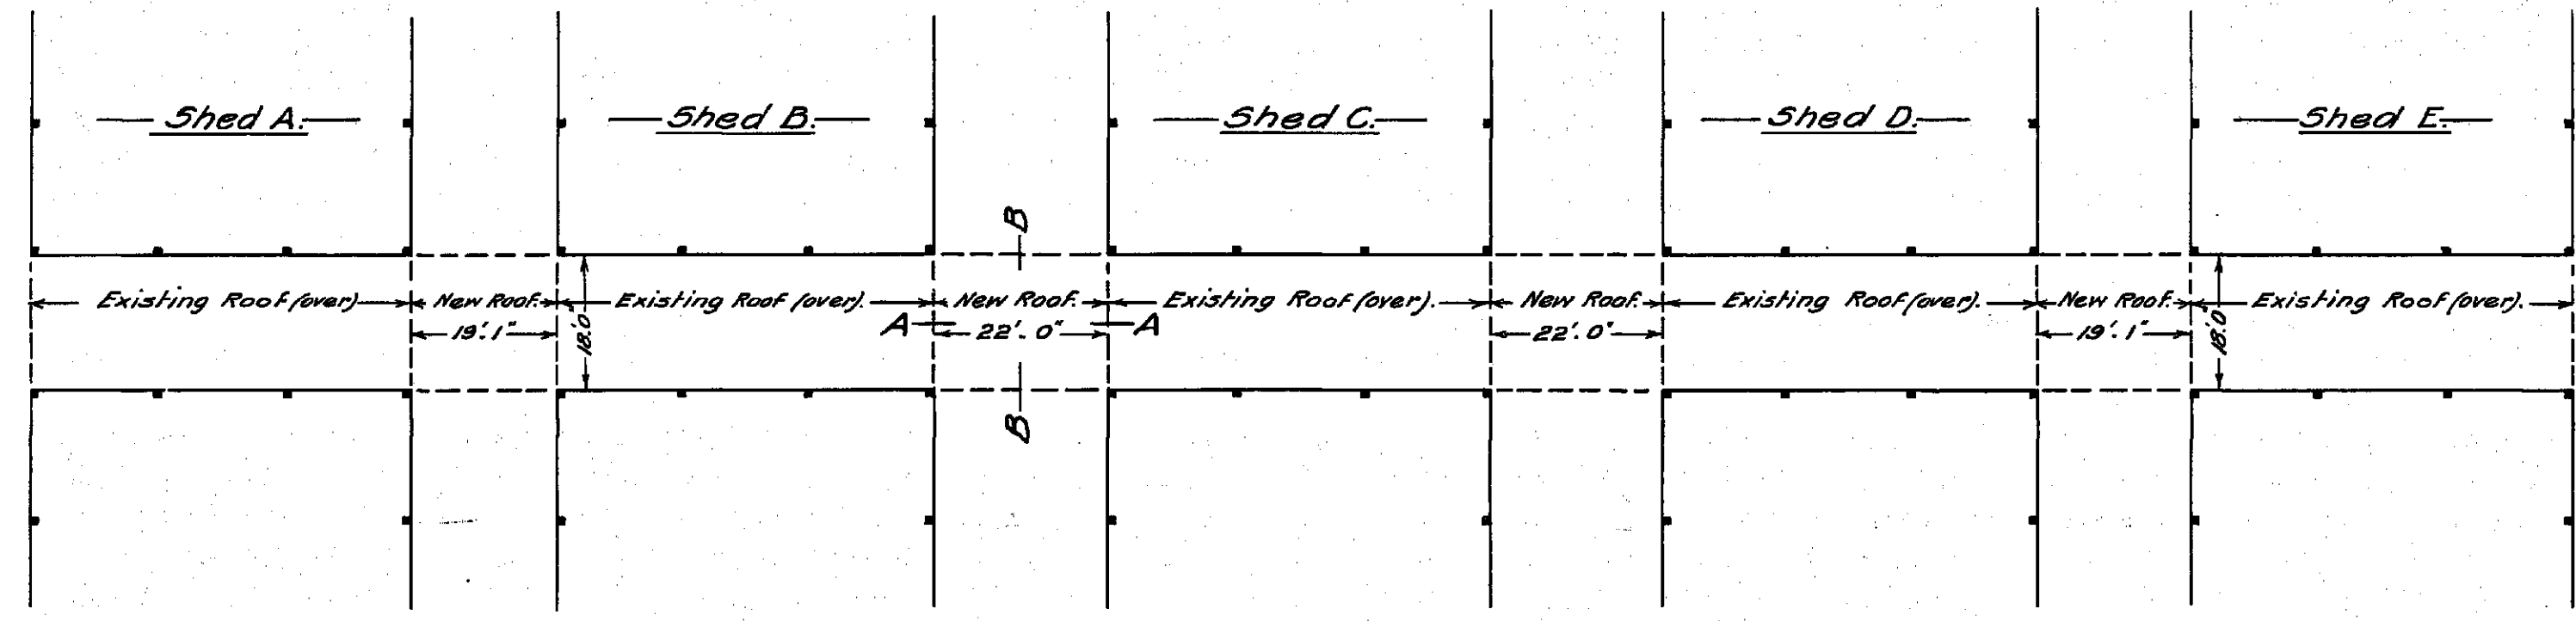 Shed A. Shed B. Shed C. Shed D. Shed E.
B
Existing Roof (over) New Roof. Existing Roof (over). New Roof. Existing Roof (over). New Roof. Existing Roof (over). New Roof. Existing Roof (over).
19'.1" 18'.0" A 22'.0" A 22'.0" 19'.1" 18'.0"
B